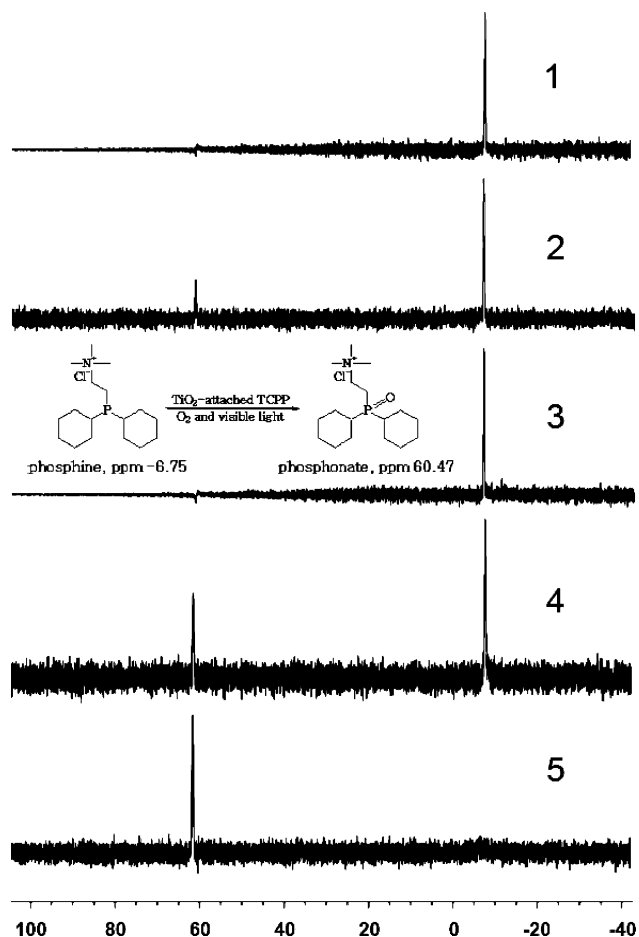 1
2
N+
Cl-
P
TiO2-attached TCPP
O2 and visible light
N+
Cl-
P
O
phosphine, ppm -6.75
phosphonate, ppm 60.47
3
4
5
100 80 60 40 20 0 -20 -40